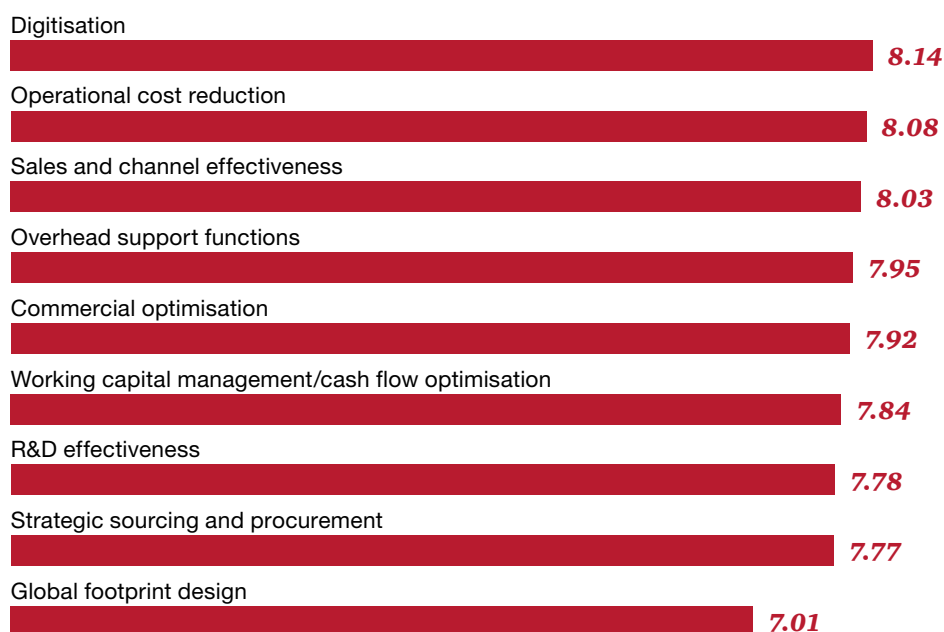 Digitisation
8.14
Operational cost reduction
8.08
Sales and channel effectiveness
8.03
Overhead support functions
7.95
Commercial optimisation
7.92
Working capital management/cash flow optimisation
7.84
R&D effectiveness
7.78
Strategic sourcing and procurement
7.77
Global footprint design
7.01